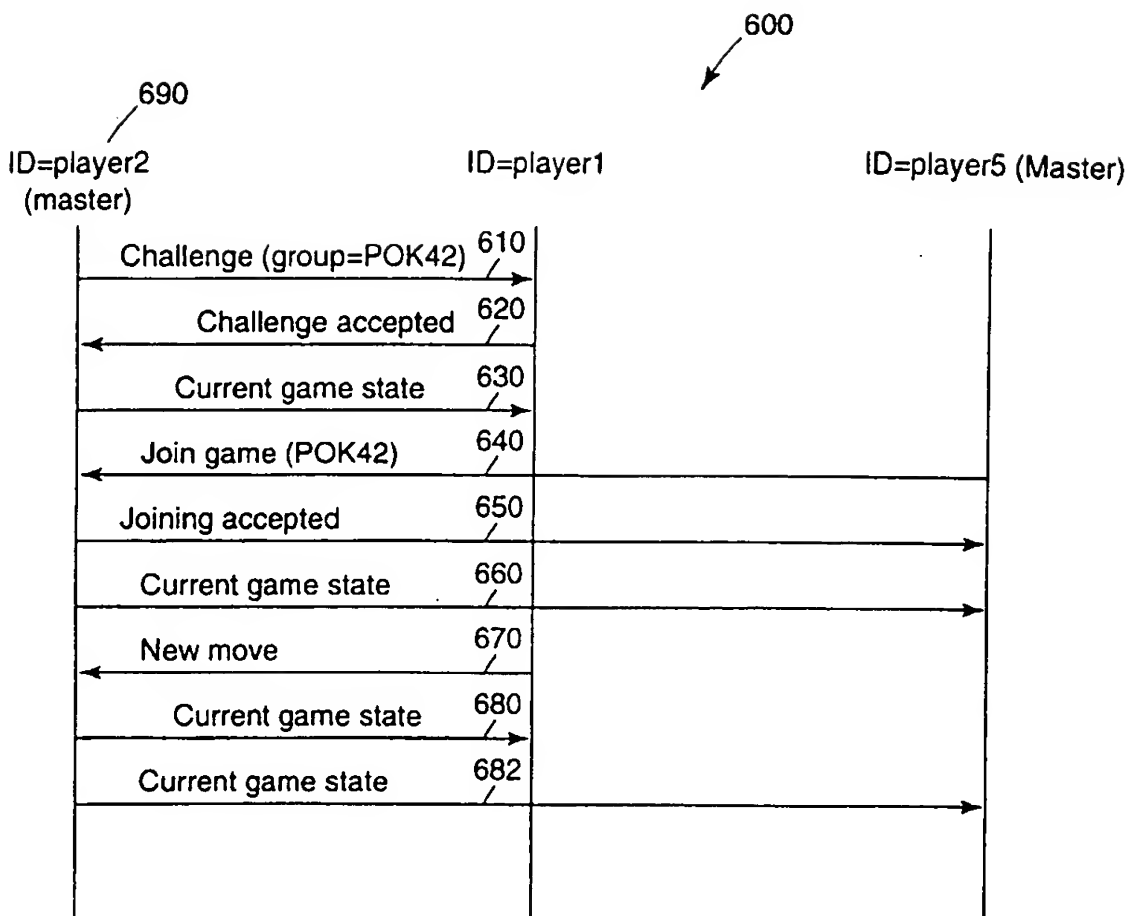 600
690
ID=player2
(master)
ID=player1
ID=player5 (Master)
Challenge (group=POK42)
610
Challenge accepted
620
Current game state
630
Join game (POK42)
640
Joining accepted
650
Current game state
660
New move
670
Current game state
680
Current game state
682